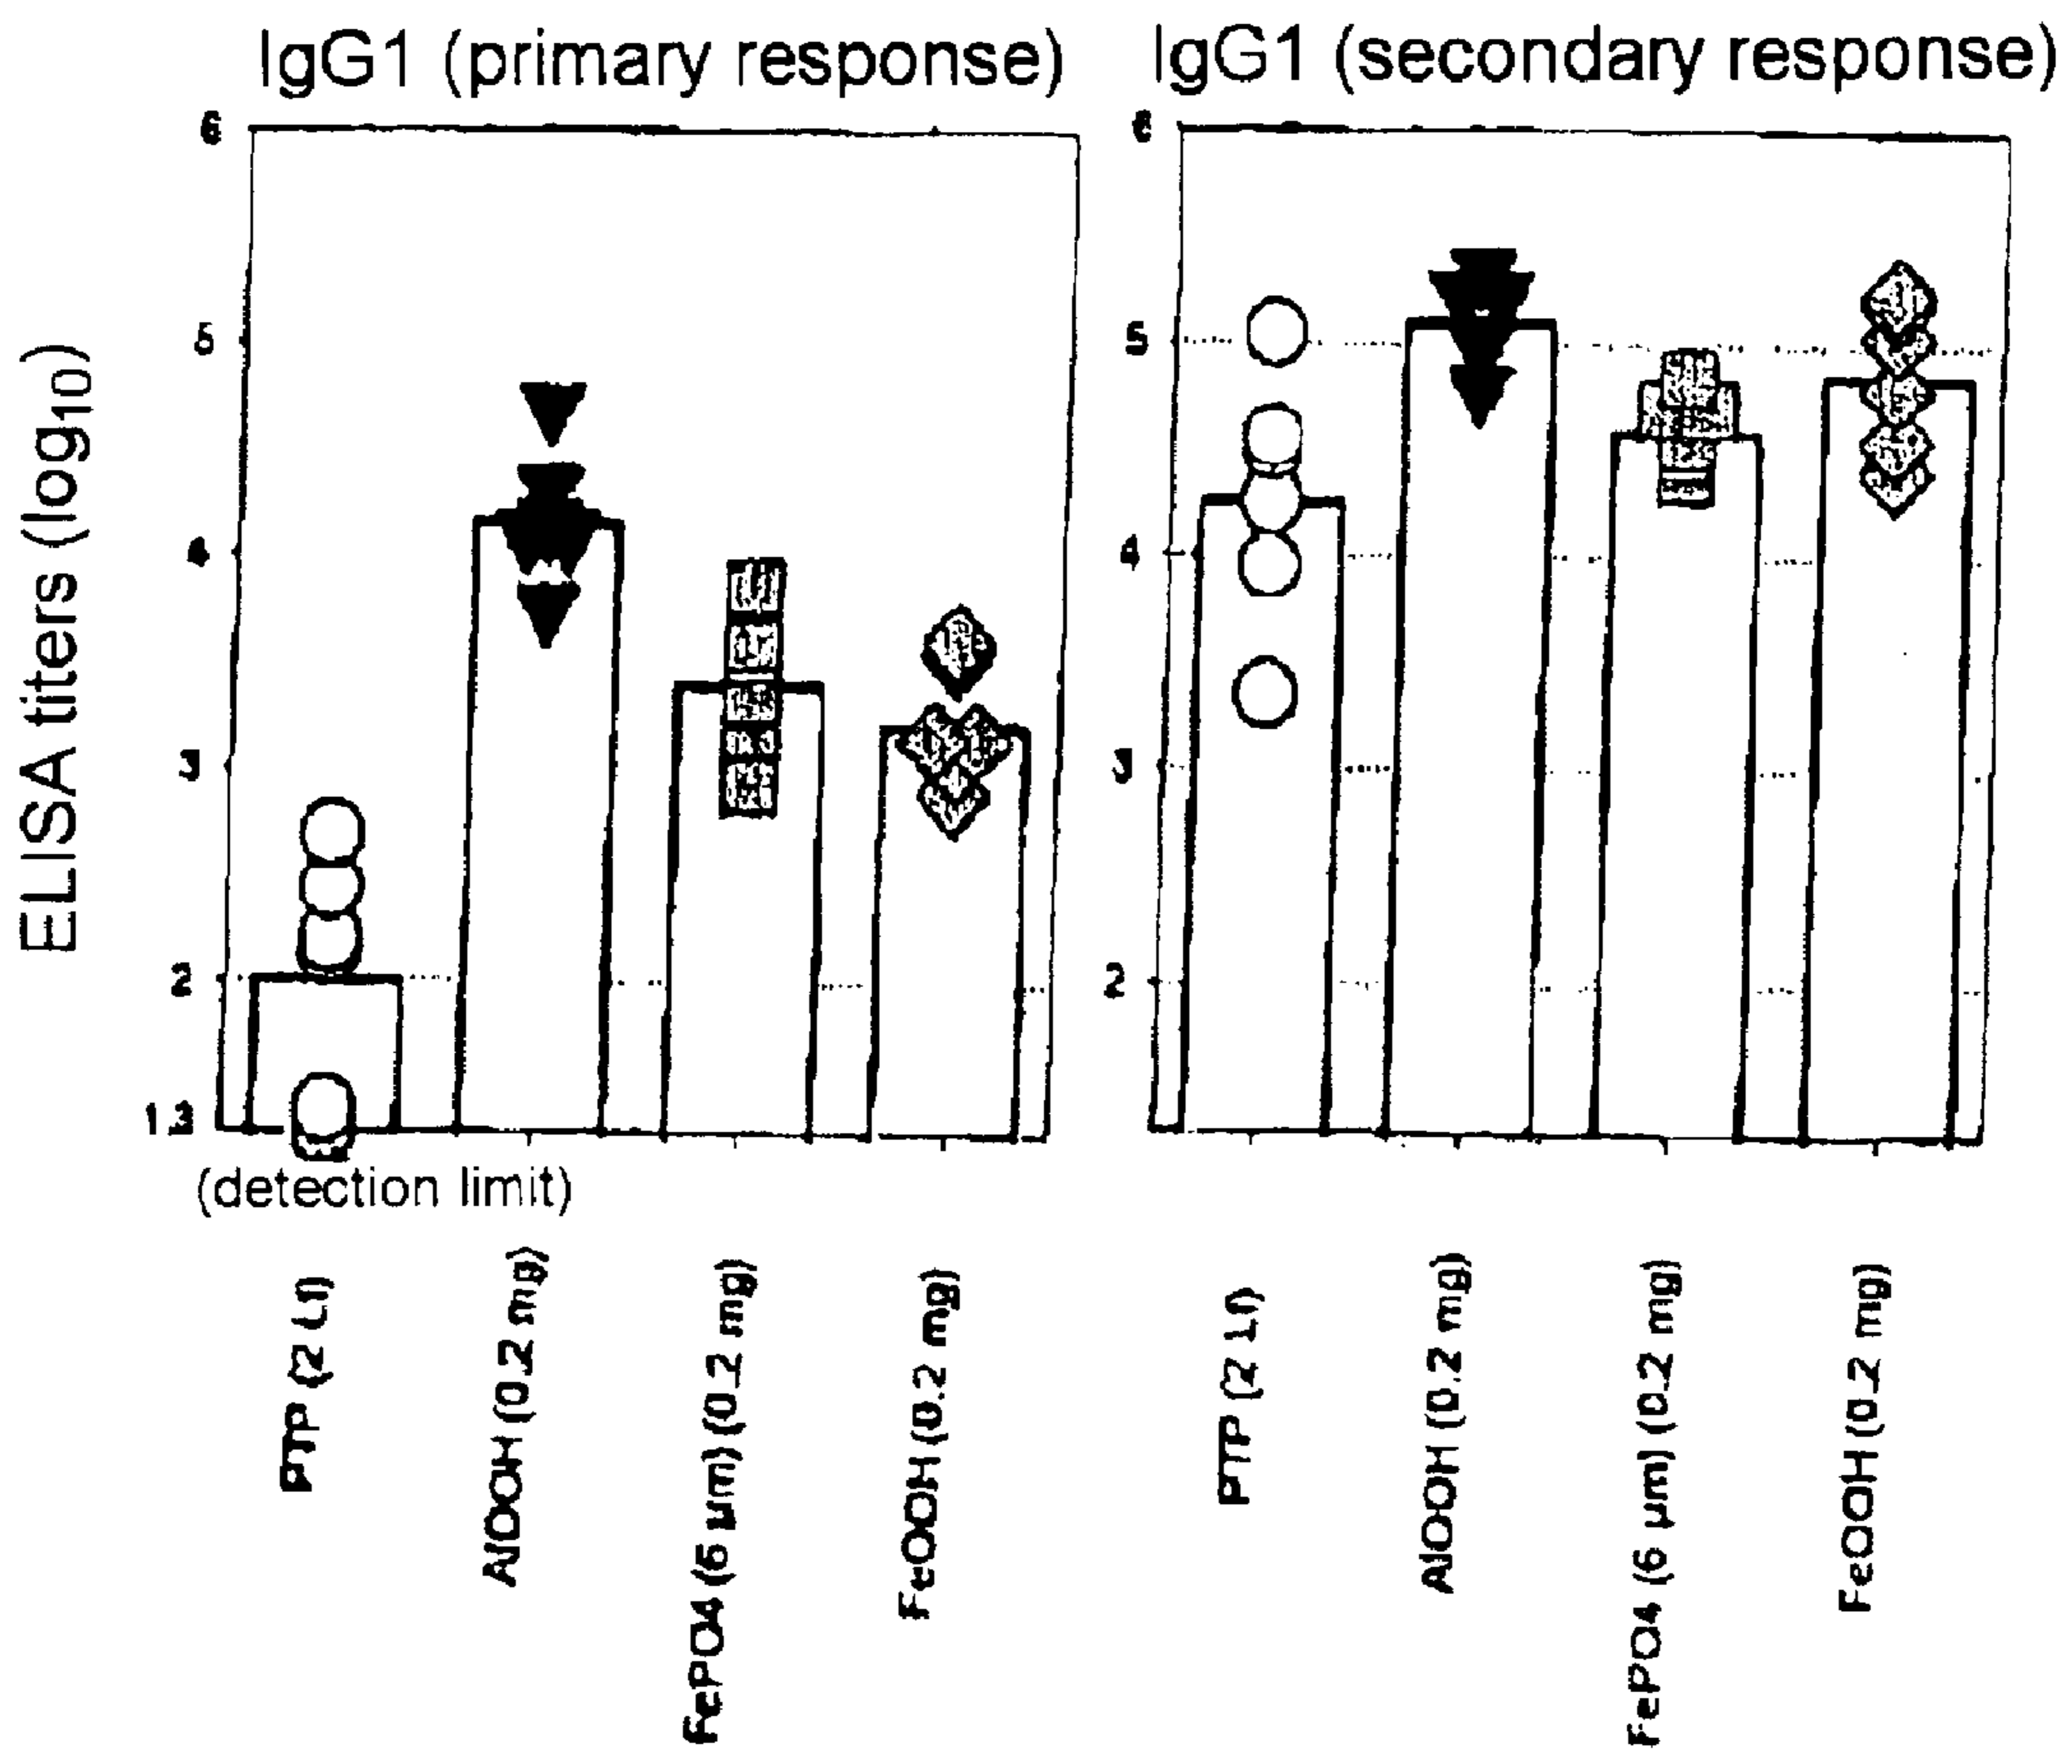 IgG1 (primary response)
IgG1 (secondary response)
ELISA titers (log10)
6
5
4
3
2
1.3
(detection limit)
6
5
4
3
2
PTP (2 Lf)
AlOOH (0.2 mg)
FePO4 (6 µm) (0.2 mg)
FeOOH (0.2 mg)
PTP (2 Lf)
AlOOH (0.2 mg)
FePO4 (6 µm) (0.2 mg)
FeOOH (0.2 mg)